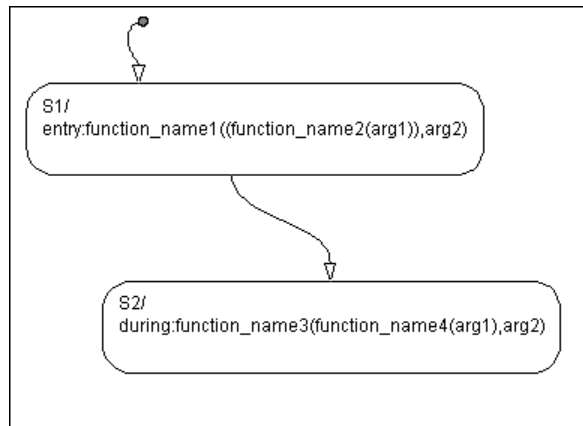 S1/
entry:function_name1((function_name2(arg1)),arg2)
S2/
during:function_name3(function_name4(arg1),arg2)